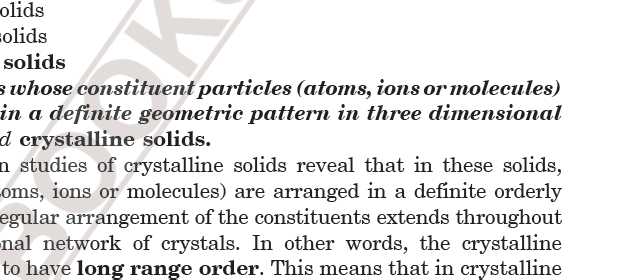 olids
solids
solids
s whose constituent particles (atoms, ions or molecules)
in a definite geometric pattern in three dimensional
d crystalline solids.
n studies of crystalline solids reveal that in these solids,
toms, ions or molecules) are arranged in a definite orderly
egular arrangement of the constituents extends throughout
onal network of crystals. In other words, the crystalline
to have long range order. This means that in crystalline
BOOK